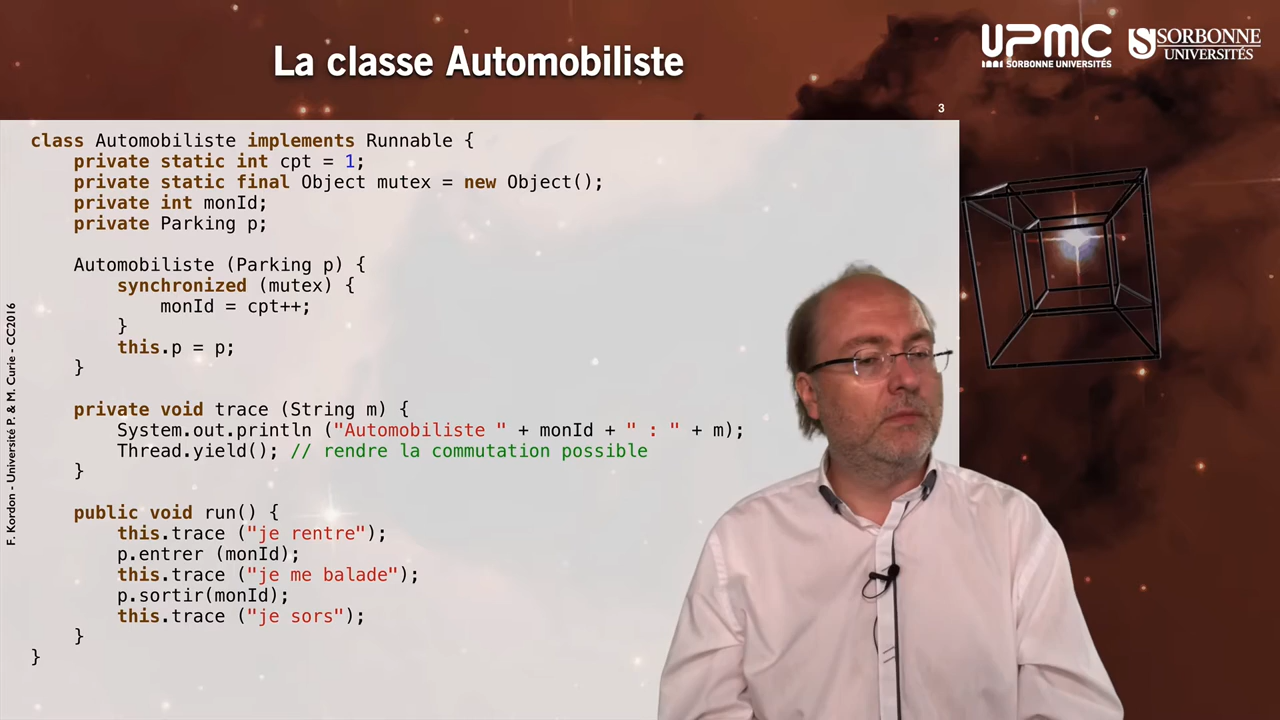 La classe Automobiliste
UPMC
SORBONNE UNIVERSITÉS
SORBONNE
UNIVERSITÉS
3
class Automobiliste implements Runnable {
    private static int cpt = 1;
    private static final Object mutex = new Object();
    private int monId;
    private Parking p;
    Automobiliste (Parking p) {
        synchronized (mutex) {
            monId = cpt++;
        }
        this.p = p;
    }
    private void trace (String m) {
        System.out.println ("Automobiliste " + monId + " : " + m);
        Thread.yield(); // rendre la commutation possible
    }
    public void run() {
        this.trace ("je rentre");
        p.entrer (monId);
        this.trace ("je me balade");
        p.sortir(monId);
        this.trace ("je sors");
    }
}
F. Kordon - Université P. & M. Curie - CC2016